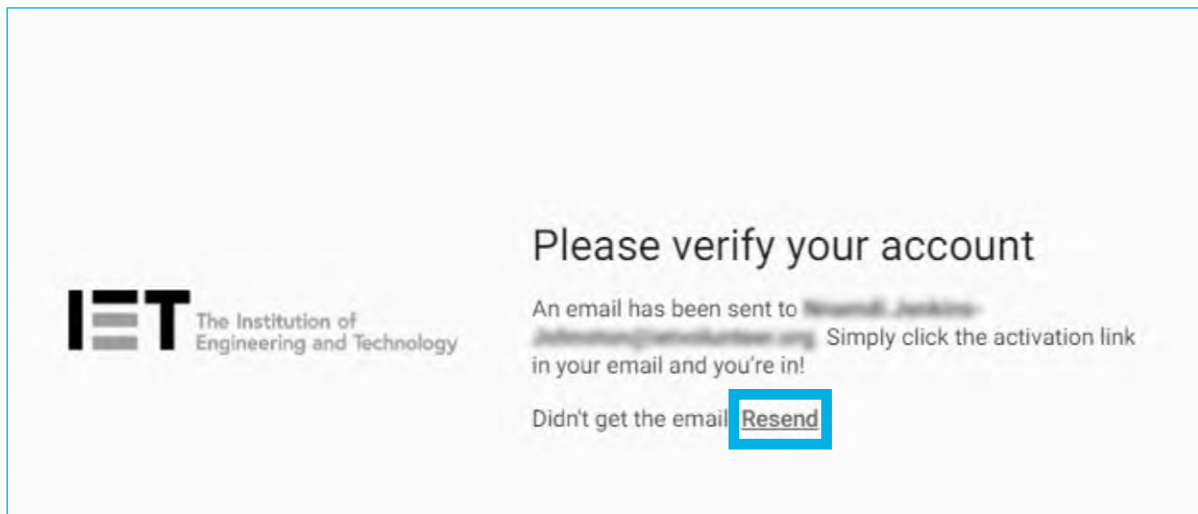 Please verify your account
IET
The Institution of
Engineering and Technology
An email has been sent to
Simply click the activation link
in your email and you're in!
Didn't get the email Resend